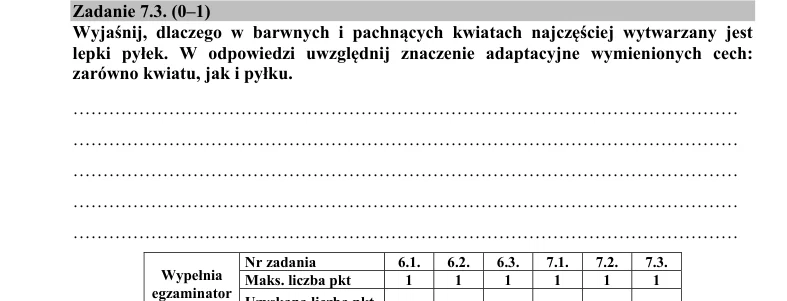 Zadanie 7.3. (0–1)
Wyjaśnij, dlaczego w barwnych i pachnących kwiatach najczęściej wytwarzany jest
lepki pyłek. W odpowiedzi uwzględnij znaczenie adaptacyjne wymienionych cech:
zarówno kwiatu, jak i pyłku.
Nr zadania 6.1. 6.2. 6.3. 7.1. 7.2. 7.3.
Wypełnia
Maks. liczba pkt 1 1 1 1 1 1
egzaminator